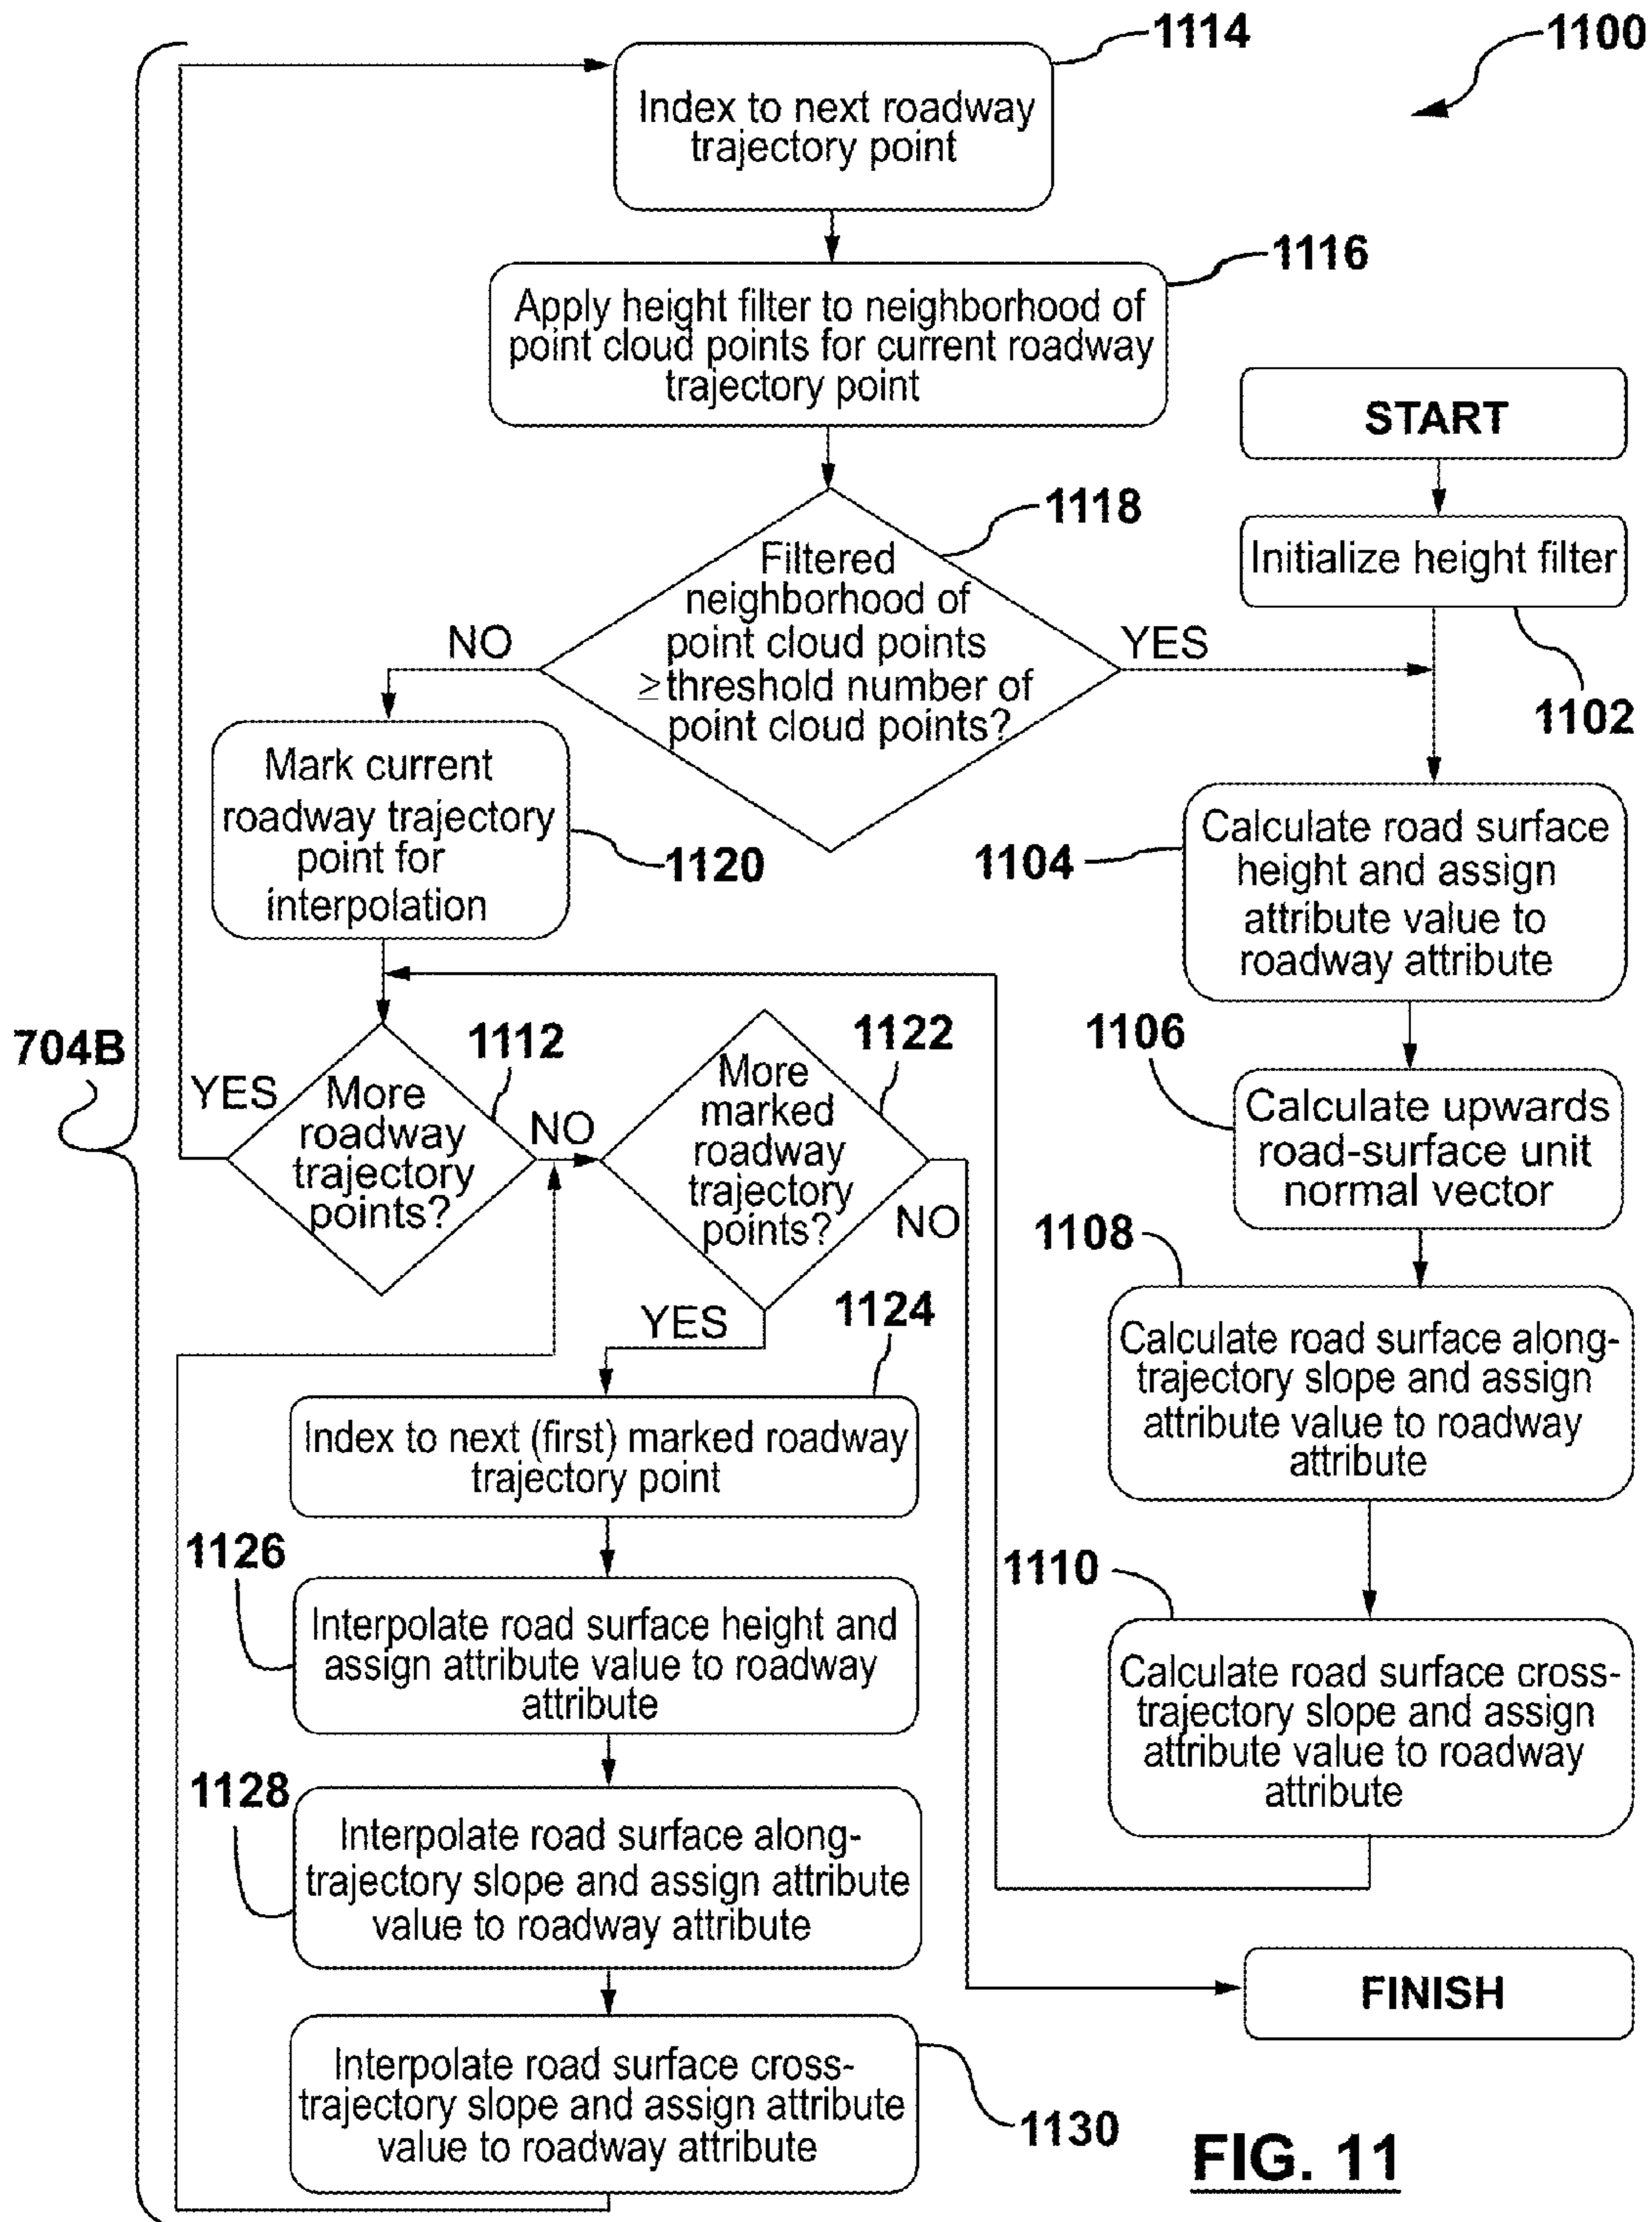 1114
1100
Index to next roadway
trajectory point
1116
Apply height filter to neighborhood of
point cloud points for current roadway
trajectory point
START
1118
Filtered
neighborhood of
point cloud points
≥threshold number of
point cloud points?
Initialize height filter
NO
YES
1102
Mark current
roadway trajectory
point for
interpolation
1120
1104
Calculate road surface
height and assign
attribute value to
roadway attribute
704B
1112
1122
1106
YES
More
roadway
trajectory
points?
NO
More
marked
roadway
trajectory
points?
NO
Calculate upwards
road-surface unit
normal vector
1108
YES
1124
Calculate road surface along-
trajectory slope and assign
attribute value to roadway
attribute
Index to next (first) marked roadway
trajectory point
1126
1110
Interpolate road surface height and
assign attribute value to roadway
attribute
Calculate road surface cross-
trajectory slope and assign
attribute value to roadway
attribute
1128
Interpolate road surface along-
trajectory slope and assign attribute
value to roadway attribute
FINISH
Interpolate road surface cross-
trajectory slope and assign attribute
value to roadway attribute
1130
FIG. 11